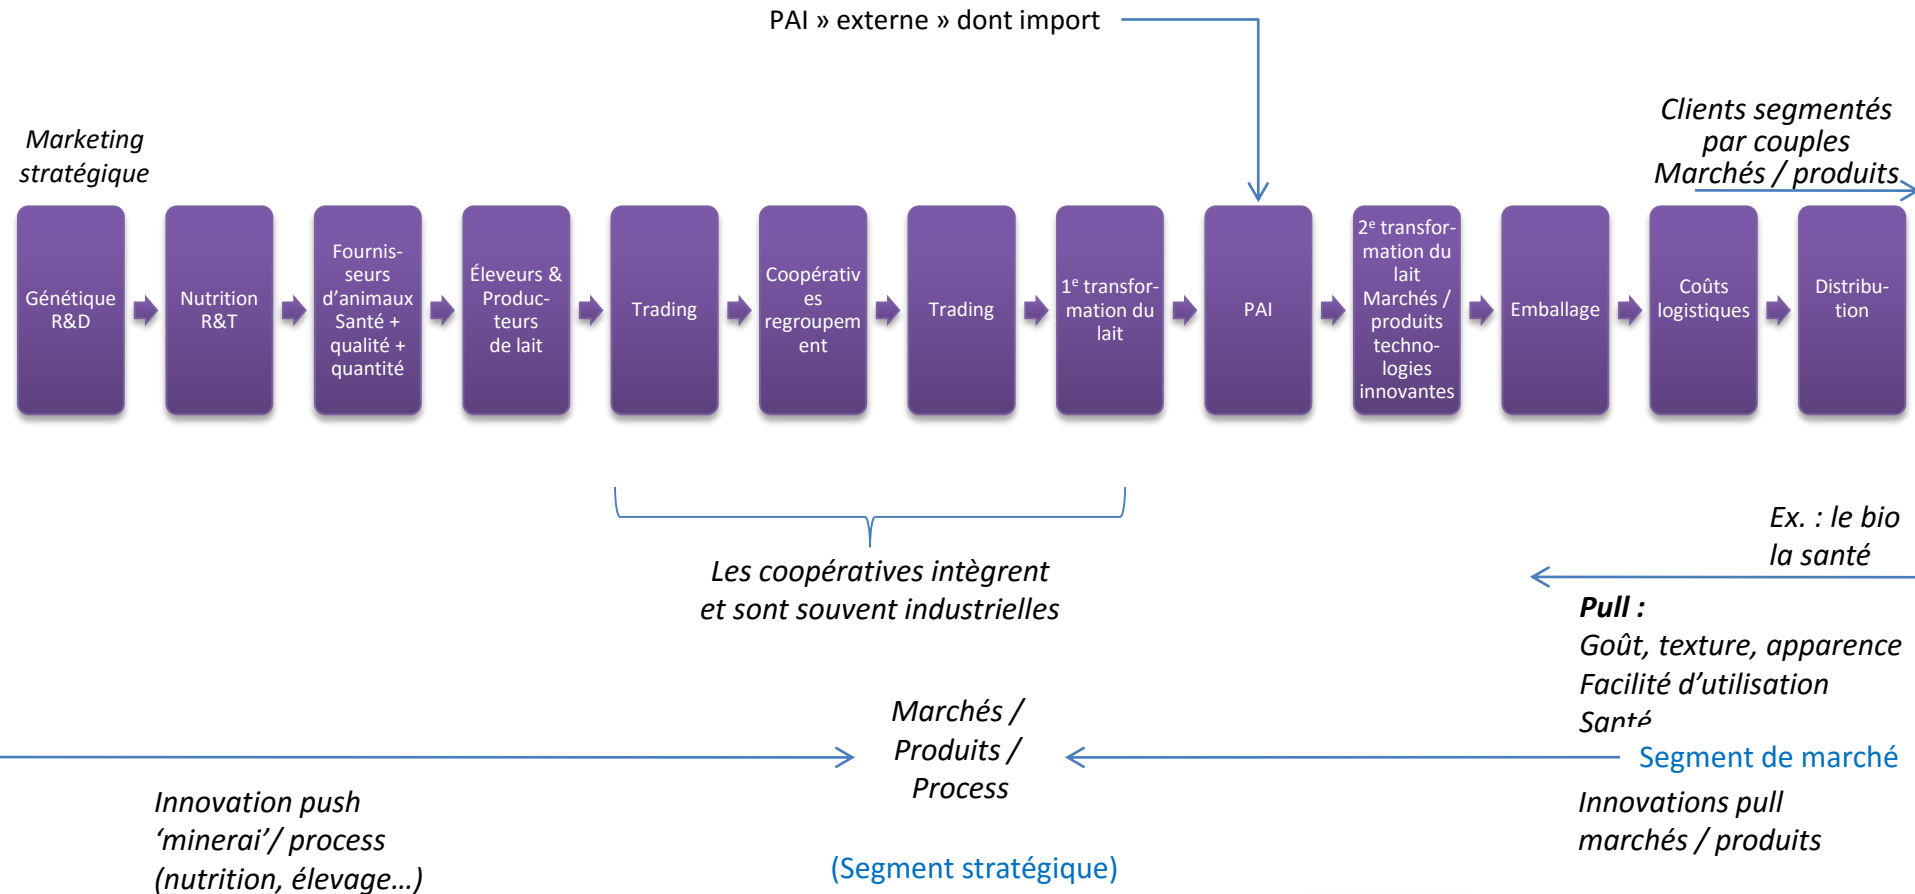 PAI » externe » dont import
Marketing
stratégique
Clients segmentés
par couples
Marchés / produits
Génétique
R&D
Nutrition
R&T
Fournis-
seurs
d'animaux
Santé +
qualité +
quantité
Éleveurs &
Produc-
teurs
de lait
Trading
Coopérativ
es
regroupem
ent
Trading
1e transfor-
mation du
lait
PAI
2e transfor-
mation du
lait
Marchés /
produits
techno-
logies
innovantes
Emballage
Coûts
logistiques
Distribu-
tion
Les coopératives intègrent
et sont souvent industrielles
Ex. : le bio
la santé
Pull :
Goût, texture, apparence
Facilité d'utilisation
Santé
Marchés /
Produits /
Process
Segment de marché
Innovation push
'minerai'/ process
(nutrition, élevage...)
Innovations pull
marchés / produits
(Segment stratégique)